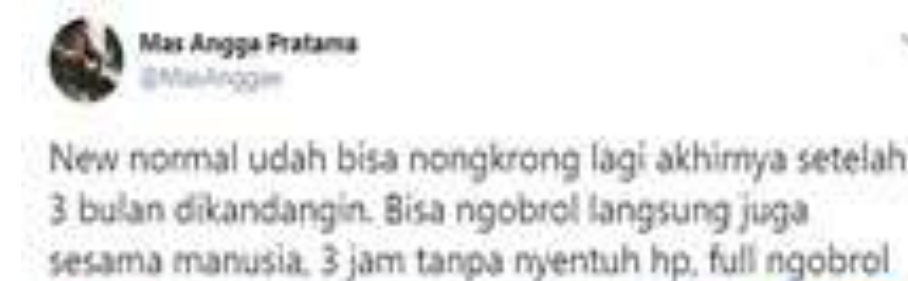 Mas Angga Pratama
@MasAnggae
New normal udah bisa nongkrong lagi akhirnya setelah
3 bulan dikandangin. Bisa ngobrol langsung juga
sesama manusia, 3 jam tanpa nyentuh hp, full ngobrol